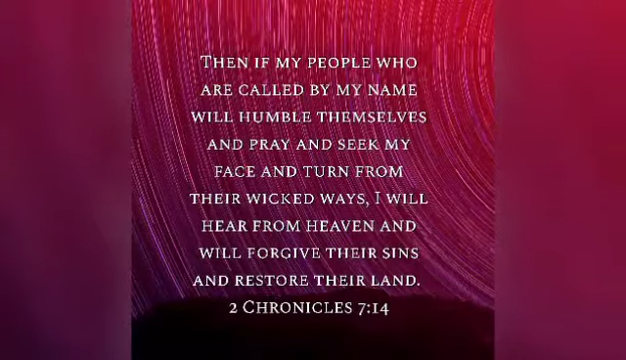 Then if my people who
are called by my name
will humble themselves
and pray and seek my
face and turn from
their wicked ways, I will
hear from heaven and
will forgive their sins
and restore their land.
2 Chronicles 7:14